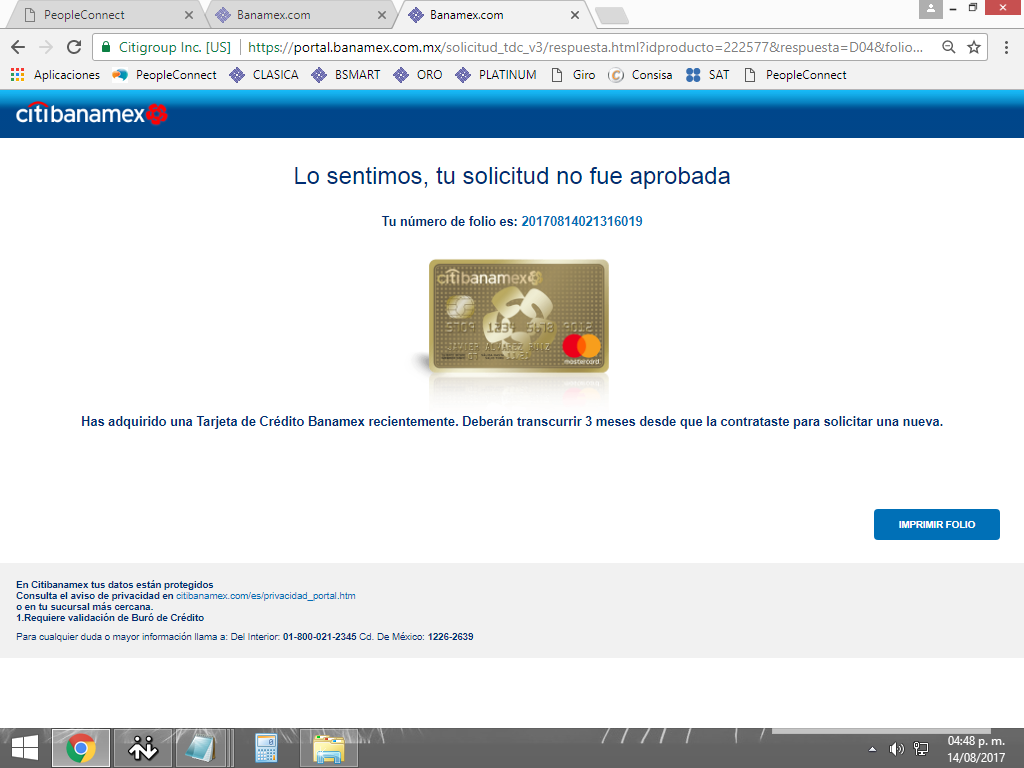 PeopleConnect
Banamex.com
Banamex.com
Citigroup Inc. [US] https://portal.banamex.com.mx/solicitud_tdc_v3/respuesta.html?idproducto=222577&respuesta=D04&folio...
Aplicaciones PeopleConnect CLASICA BSMART ORO PLATINUM Giro Consisa SAT PeopleConnect
citibanamex
Lo sentimos, tu solicitud no fue aprobada
Tu número de folio es: 20170814021316019
citibanamex
5709 1234 5678 9012
JAVIER ALVAREZ RUIZ
mastercard
Has adquirido una Tarjeta de Crédito Banamex recientemente. Deberán transcurrir 3 meses desde que la contrataste para solicitar una nueva.
IMPRIMIR FOLIO
En Citibanamex tus datos están protegidos
Consulta el aviso de privacidad en citibanamex.com/es/privacidad_portal.htm
o en tu sucursal más cercana.
1.Requiere validación de Buró de Crédito
Para cualquier duda o mayor información llama a: Del Interior: 01-800-021-2345 Cd. De México: 1226-2639
04:48 p. m.
14/08/2017